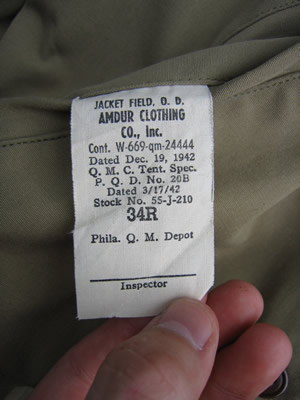 JACKET FIELD, O. D.
AMDUR CLOTHING
CO., Inc.
Cont. W-669-qm-24444
Dated Dec. 19, 1942
Q. M. C. Tent. Spec.
P. Q. D. No. 20B
Dated 3/17/42
Stock No. 55-J-210
34R
Phila. Q. M. Depot
Inspector